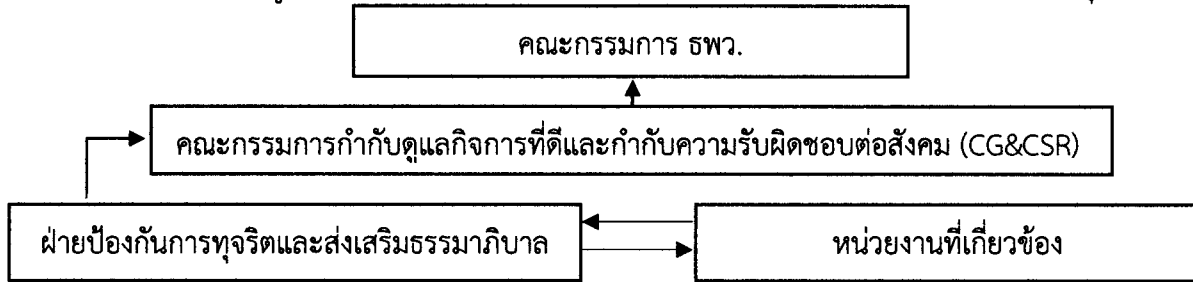 คณะกรรมการ ธพว.
คณะกรรมการกำกับดูแลกิจการที่ดีและกำกับความรับผิดชอบต่อสังคม (CG&CSR)
ฝ่ายป้องกันการทุจริตและส่งเสริมธรรมาภิบาล
หน่วยงานที่เกี่ยวข้อง